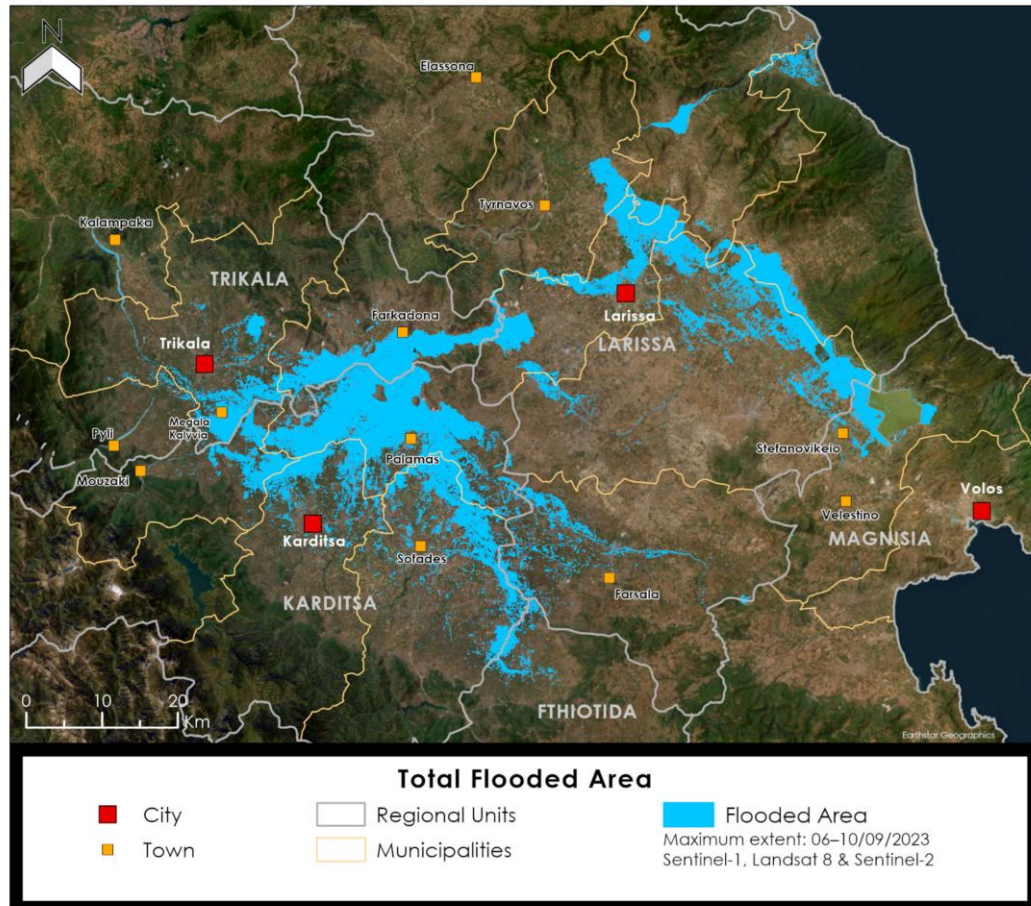 N
Elassona
Tyrnavos
Kalampaka
TRIKALA
Farkadona
Larissa
LARISSA
Trikala
Megala
Kalyvia
Pyli
Palamas
Stefanovikeio
Mouzaki
Velestino
Volos
Karditsa
MAGNISIA
Sofades
Farsala
KARDITSA
0 10 20
Km
FTHIOTIDA
Earthstar Geographics
Total Flooded Area
City
Regional Units
Flooded Area
Town
Municipalities
Maximum extent: 06–10/09/2023
Sentinel-1, Landsat 8 & Sentinel-2